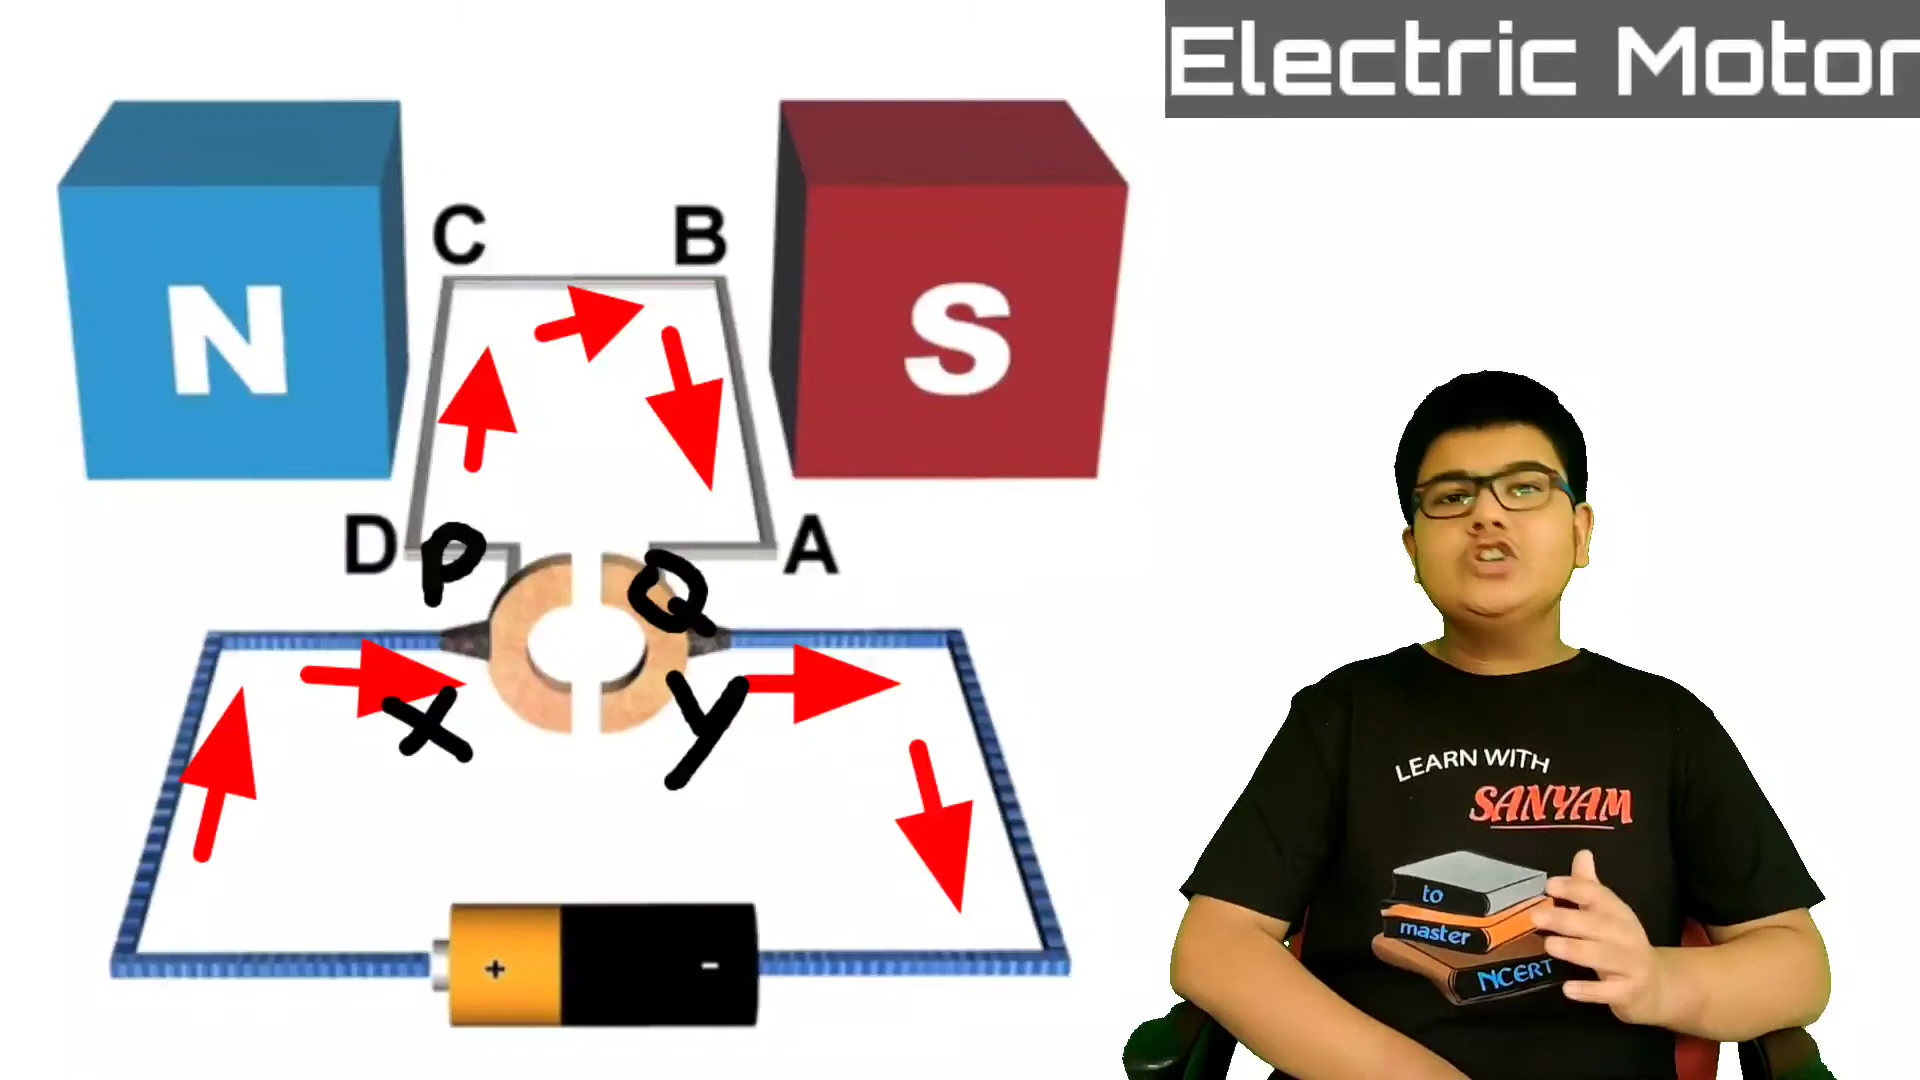 Electric Motor
N
S
C
B
D
P
Q
A
X
Y
+
-
LEARN WITH
SANYAM
to
master
NCERT